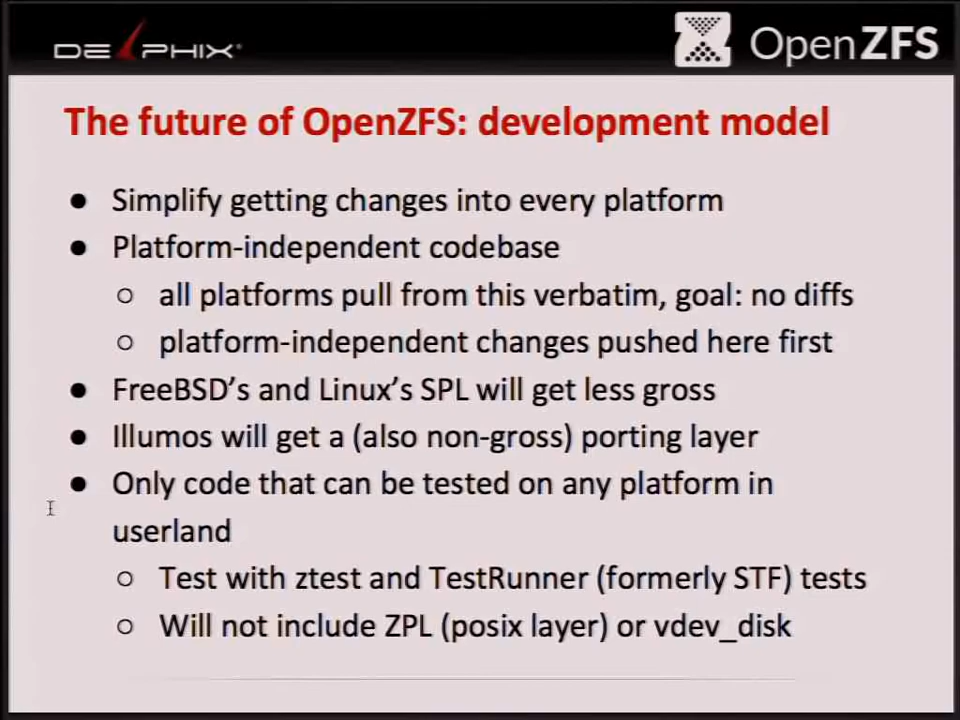 DELPHIX
OpenZFS
The future of OpenZFS: development model
● Simplify getting changes into every platform
● Platform-independent codebase
○ all platforms pull from this verbatim, goal: no diffs
○ platform-independent changes pushed here first
● FreeBSD’s and Linux’s SPL will get less gross
● Illumos will get a (also non-gross) porting layer
● Only code that can be tested on any platform in
userland
○ Test with ztest and TestRunner (formerly STF) tests
○ Will not include ZPL (posix layer) or vdev_disk